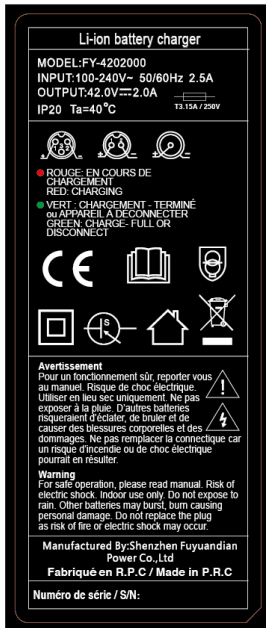 Li-ion battery charger
MODEL:FY-4202000
INPUT:100-240V~ 50/60Hz 2.5A
OUTPUT:42.0V⎓2.0A
IP20 Ta=40°C
T3.15A / 250V
ROUGE: EN COURS DE
CHARGEMENT
RED: CHARGING
VERT : CHARGEMENT - TERMINÉ
ou APPAREIL À DECONNECTER
GREEN: CHARGE- FULL OR
DISCONNECT
CE
S
Avertissement
Pour un fonctionnement sûr, reporter vous
au manuel. Risque de choc électrique.
Utiliser en lieu sec uniquement. Ne pas
exposer à la pluie. D'autres batteries
risqueraient d'éclater, de bruler et de
causer des blessures corporelles et des
dommages. Ne pas remplacer la connectique car
un risque d'incendie ou de choc électrique
pourrait en résulter.
Warning
For safe operation, please read manual. Risk of
electric shock. Indoor use only. Do not expose to
rain. Other batteries may burst, burn causing
personal damage. Do not replace the plug
as risk of fire or electric shock may occur.
Manufactured By:Shenzhen Fuyuandian
Power Co.,Ltd
Fabriqué en R.P.C / Made in P.R.C
Numéro de série / S/N: